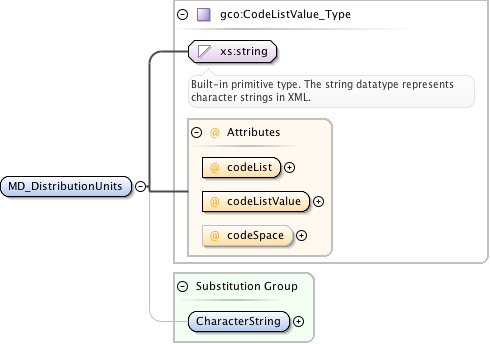 gco:CodeListValue_Type
xs:string
Built-in primitive type. The string datatype represents
character strings in XML.
@ Attributes
@ codeList
MD_DistributionUnits
@ codeListValue
@ codeSpace
Substitution Group
CharacterString